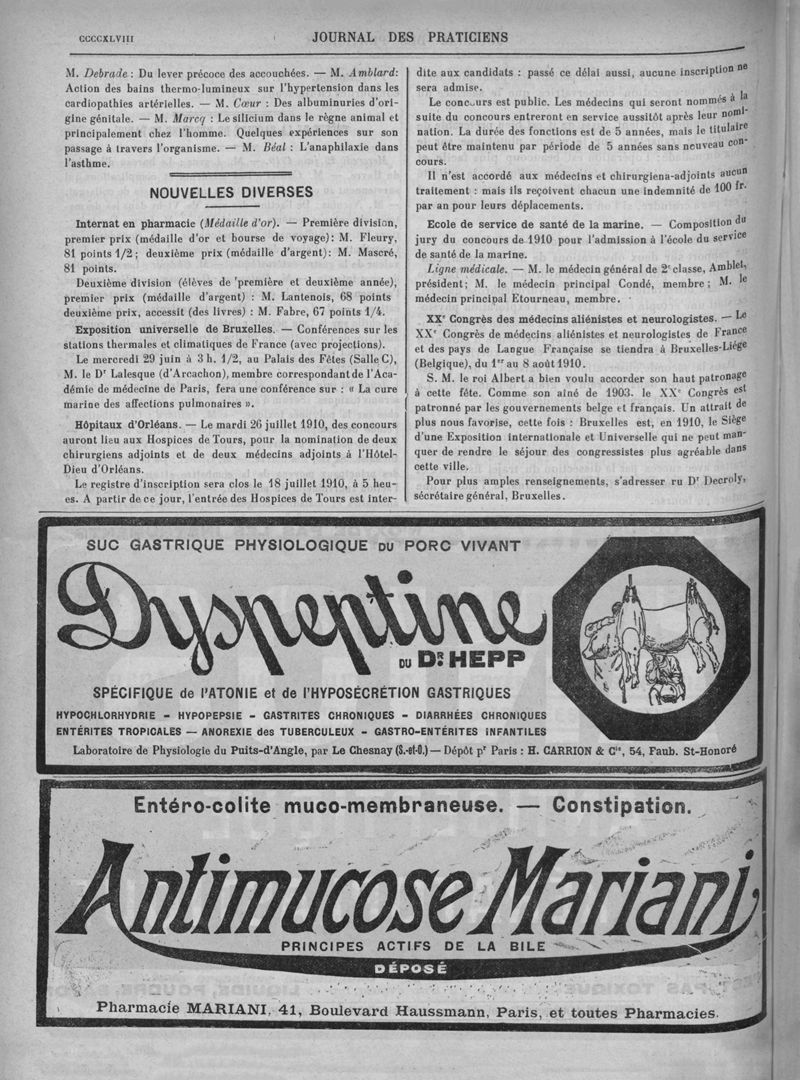 CCCCXLVIII
JOURNAL DES PRATICIENS
M. Debrade : Du lever précoce des accouchées. — M. Amblard:
Action des bains thermo-lumineux sur l'hypertension dans les
cardiopathies artérielles. — M. Cœur : Des albuminuries d'ori-
gine génitale. — M. Marcq : Le silicium dans le règne animal et
principalement chez l'homme. Quelques expériences sur son
passage à travers l'organisme. — M. Béal : L'anaphilaxie dans
l'asthme.
NOUVELLES DIVERSES
Internat en pharmacie (Médaille d'or). — Première division,
premier prix (médaille d'or et bourse de voyage): M. Fleury,
81 points 1/2 ; deuxième prix (médaille d'argent): M. Mascré,
81 points.
Deuxième division (élèves de 'première et deuxième année),
premier prix (médaille d'argent) : M. Lantenois, 68 points
deuxième prix, accessit (des livres) : M. Fabre, 67 points 1/4.
Exposition universelle de Bruxelles. — Conférences sur les
stations thermales et climatiques de France (avec projections).
Le mercredi 29 juin à 3 h. 1/2, au Palais des Fêtes (Salle C),
M. le Dr Lalesque (d'Arcachon), membre correspondant de l'Aca-
démie de médecine de Paris, fera une conférence sur : « La cure
marine des affections pulmonaires ».
Hôpitaux d'Orléans. — Le mardi 26 juillet 1910, des concours
auront lieu aux Hospices de Tours, pour la nomination de deux
chirurgiens adjoints et de deux médecins adjoints à l'Hôtel-
Dieu d'Orléans.
Le registre d'inscription sera clos le 18 juillet 1910, à 5 heu-
es. A partir de ce jour, l'entrée des Hospices de Tours est inter-
dite aux candidats : passé ce délai aussi, aucune inscription ne
sera admise.
Le concours est public. Les médecins qui seront nommés à la
suite du concours entreront en service aussitôt après leur nomi-
nation. La durée des fonctions est de 5 années, mais le titulaire
peut être maintenu par période de 5 années sans nouveau con-
cours.
Il n'est accordé aux médecins et chirurgiens-adjoints aucun
traitement : mais ils reçoivent chacun une indemnité de 100 fr.
par an pour leurs déplacements.
Ecole de service de santé de la marine. — Composition du
jury du concours de 1910 pour l'admission à l'école du service
de santé de la marine.
Ligne médicale. — M. le médecin général de 2e classe, Amblet,
président; M. le médecin principal Condé, membre ; M. le
médecin principal Etourneau, membre.
XXe Congrès des médecins aliénistes et neurologistes. — Le
XXe Congrès de médecins aliénistes et neurologistes de France
et des pays de Langue Française se tiendra à Bruxelles-Liége
(Belgique), du 1er au 8 août 1910.
S. M. le roi Albert a bien voulu accorder son haut patronage
à cette fête. Comme son aîné de 1903. le XXe Congrès est
patronné par les gouvernements belge et français. Un attrait de
plus nous favorise, cette fois : Bruxelles est, en 1910, le Siège
d'une Exposition internationale et Universelle qui ne peut man-
quer de rendre le séjour des congressistes plus agréable dans
cette ville.
Pour plus amples renseignements, s'adresser ru Dr Decroly,
sécrétaire général, Bruxelles.
SUC GASTRIQUE PHYSIOLOGIQUE DU PORC VIVANT
Dyspeptine
DU DR HEPP
SPÉCIFIQUE de l'ATONIE et de l'HYPOSÉCRÉTION GASTRIQUES
HYPOCHLORHYDRIE - HYPOPEPSIE - GASTRITES CHRONIQUES - DIARRHÉES CHRONIQUES
ENTÉRITES TROPICALES — ANOREXIE des TUBERCULEUX - GASTRO-ENTÉRITES INFANTILES
Laboratoire de Physiologie du Puits-d'Angle, par Le Chesnay (S.-et-O.) — Dépôt pr Paris : H. CARRION & Cie, 54, Faub. St-Honoré
Entéro-colite muco-membraneuse. — Constipation.
Antimucose Mariani
PRINCIPES ACTIFS DE LA BILE
DÉPOSÉ
Pharmacie MARIANI, 41, Boulevard Haussmann, Paris, et toutes Pharmacies.